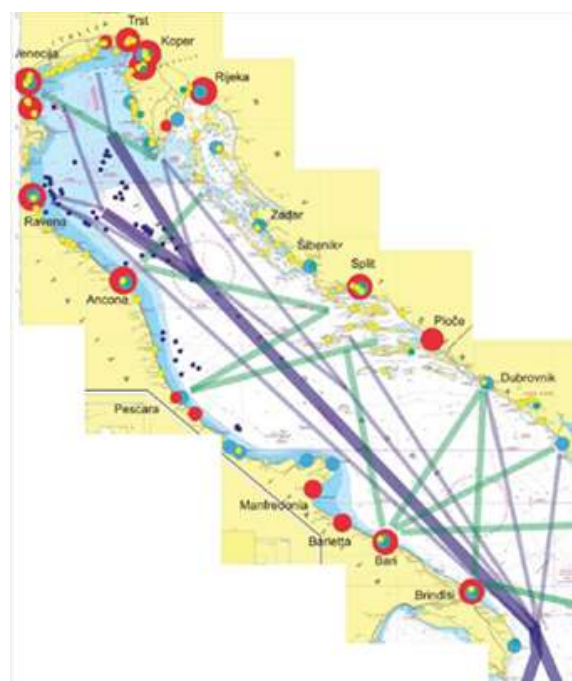 Trst
Koper
Venecija
Rijeka
Ravena
Zadar
Šibenik
Split
Ancona
Ploče
Dubrovnik
Pescara
Manfredonia
Barletta
Bari
Brindisi